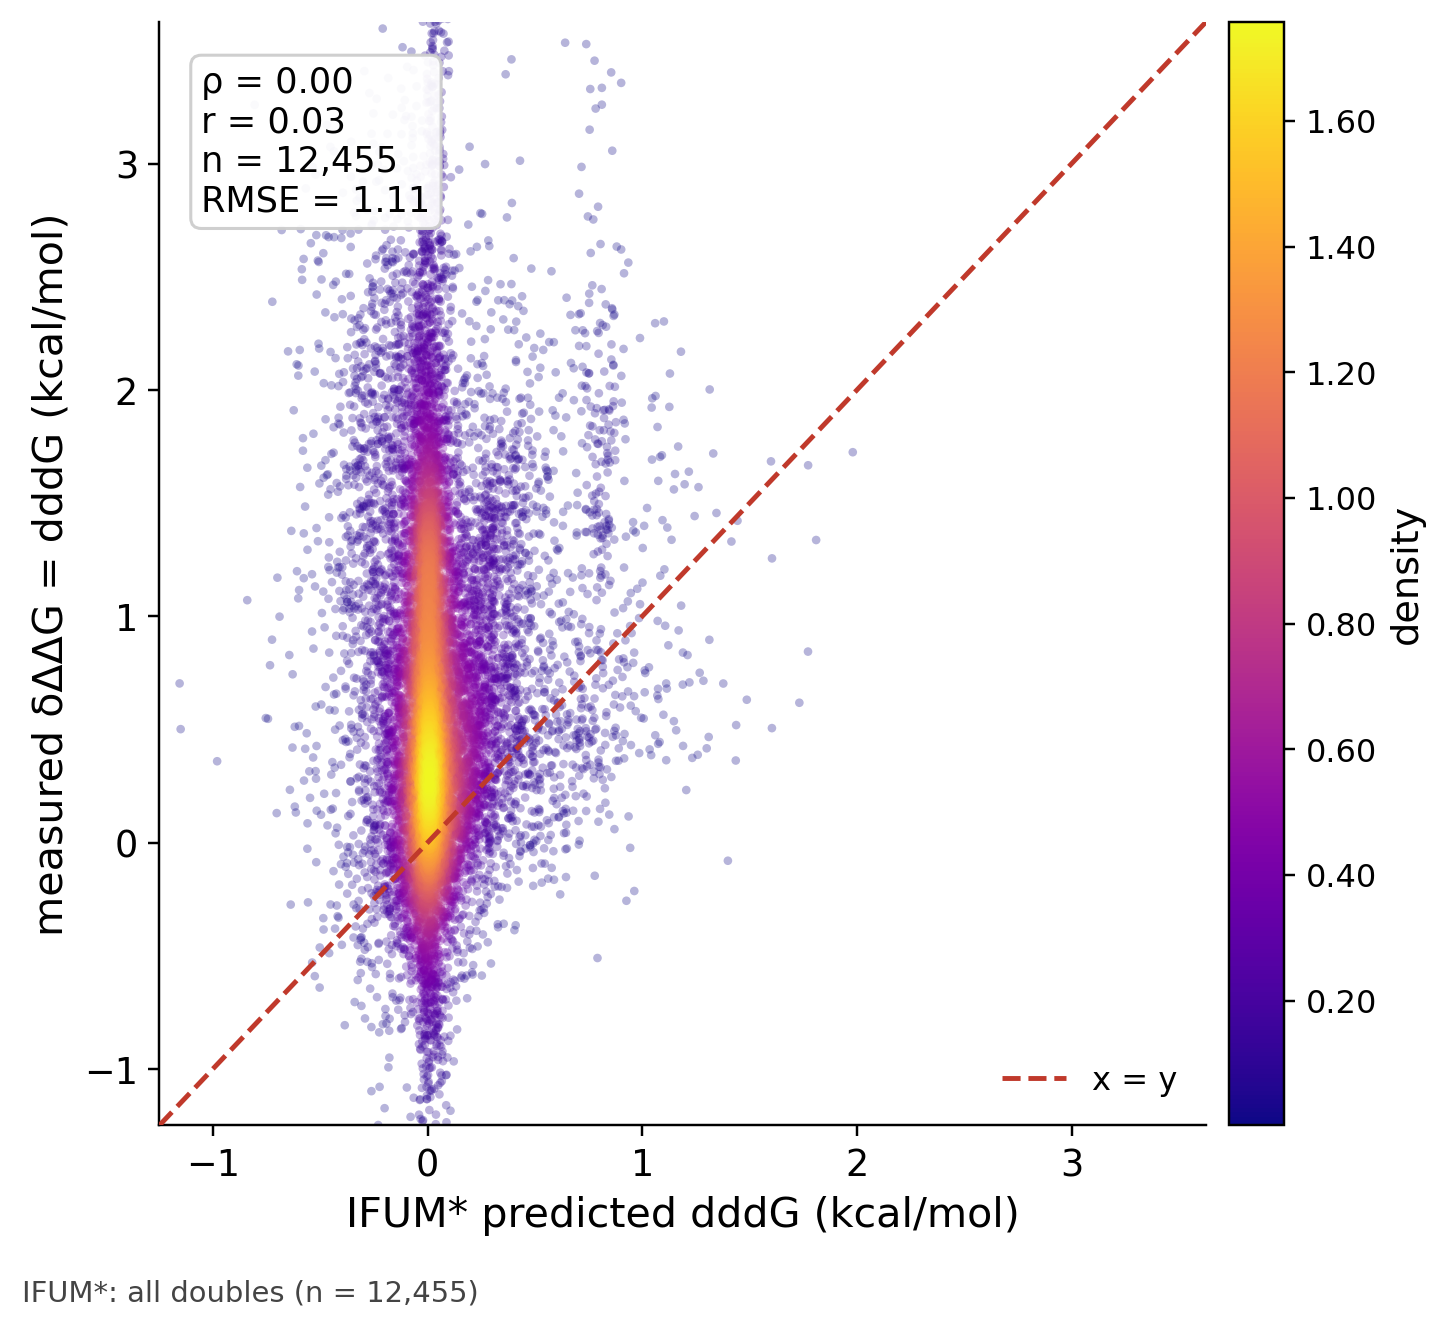 ρ = 0.00
r = 0.03
n = 12,455
RMSE = 1.11
measured δΔΔG = dddG (kcal/mol)
3
2
1
0
−1
−1
0
1
2
3
IFUM* predicted dddG (kcal/mol)
x = y
1.60
1.40
1.20
1.00
0.80
0.60
0.40
0.20
density
IFUM*: all doubles (n = 12,455)